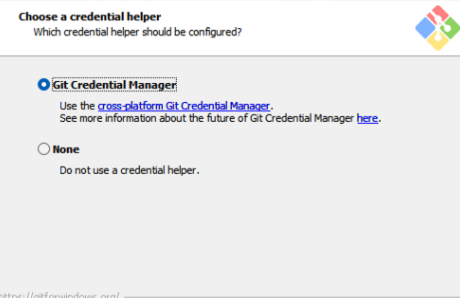 Choose a credential helper
Which credential helper should be configured?
Git Credential Manager
Use the cross-platform Git Credential Manager.
See more information about the future of Git Credential Manager here.
None
Do not use a credential helper.
https://gitforwindows.org/